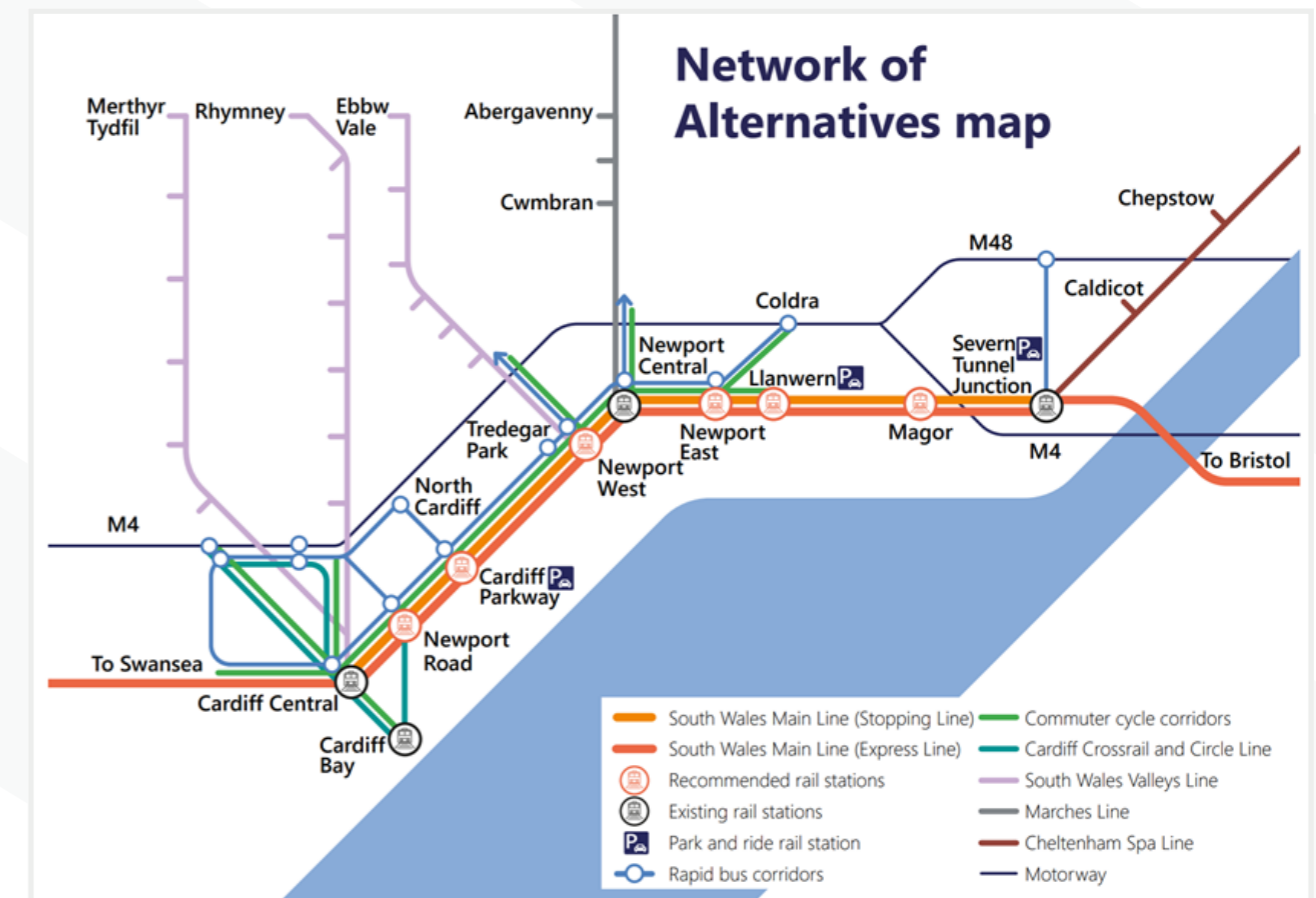 Network of
Alternatives map
Merthyr
Tydfil
Rhymney
Ebbw
Vale
Abergavenny
Cwmbran
Chepstow
M48
Caldicot
Coldra
Newport
Central
Severn
Tunnel
Junction
P
Llanwern
P
Tredegar
Park
Newport
East
Magor
M4
To Bristol
Newport
West
North
Cardiff
M4
Cardiff
Parkway
P
Newport
Road
To Swansea
Cardiff Central
Cardiff
Bay
South Wales Main Line (Stopping Line)
South Wales Main Line (Express Line)
Recommended rail stations
Existing rail stations
P
Park and ride rail station
Rapid bus corridors
Commuter cycle corridors
Cardiff Crossrail and Circle Line
South Wales Valleys Line
Marches Line
Cheltenham Spa Line
Motorway